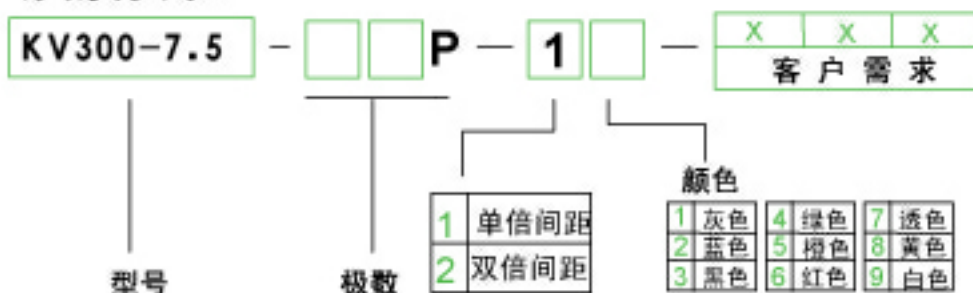 KV300-7.5 - P - 1 - X X X
客户需求
颜色
1 单倍间距
2 双倍间距
1 灰色 4 绿色 7 透色
2 蓝色 5 橙色 8 黄色
3 黑色 6 红色 9 白色
型号 极数